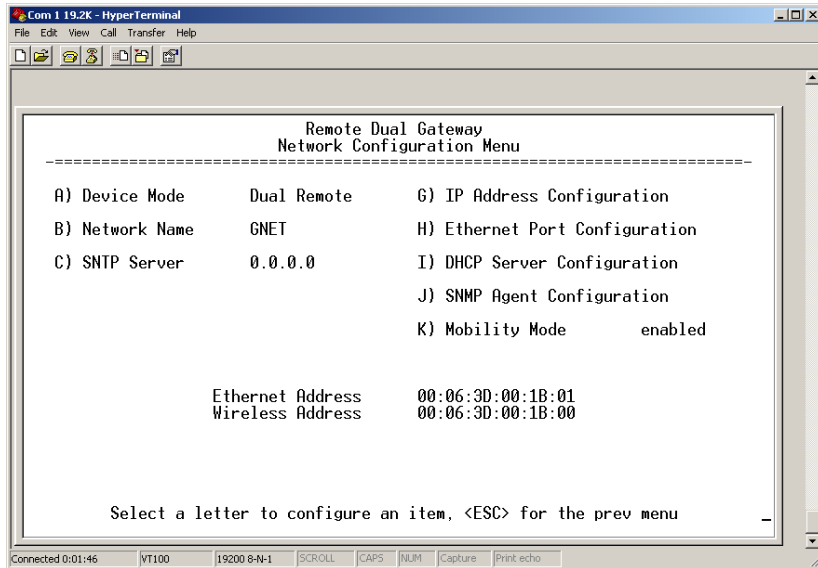 Com 1 19.2K - HyperTerminal
File Edit View Call Transfer Help
Remote Dual Gateway
Network Configuration Menu
-==========================================================================-
A) Device Mode Dual Remote G) IP Address Configuration
B) Network Name GNET H) Ethernet Port Configuration
C) SNTP Server 0.0.0.0 I) DHCP Server Configuration
J) SNMP Agent Configuration
K) Mobility Mode enabled
Ethernet Address 00:06:3D:00:1B:01
Wireless Address 00:06:3D:00:1B:00
Select a letter to configure an item, <ESC> for the prev menu _
Connected 0:01:46 VT100 19200 8-N-1 SCROLL CAPS NUM Capture Print echo